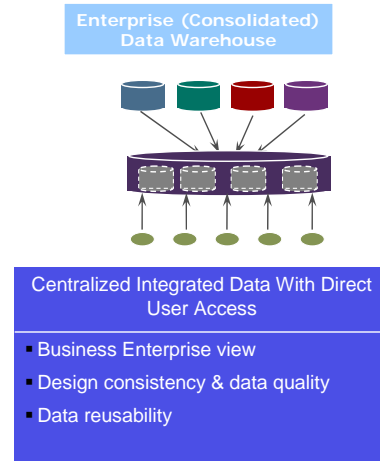 Enterprise (Consolidated)
Data Warehouse
Centralized Integrated Data With Direct
User Access
▪ Business Enterprise view
▪ Design consistency & data quality
▪ Data reusability